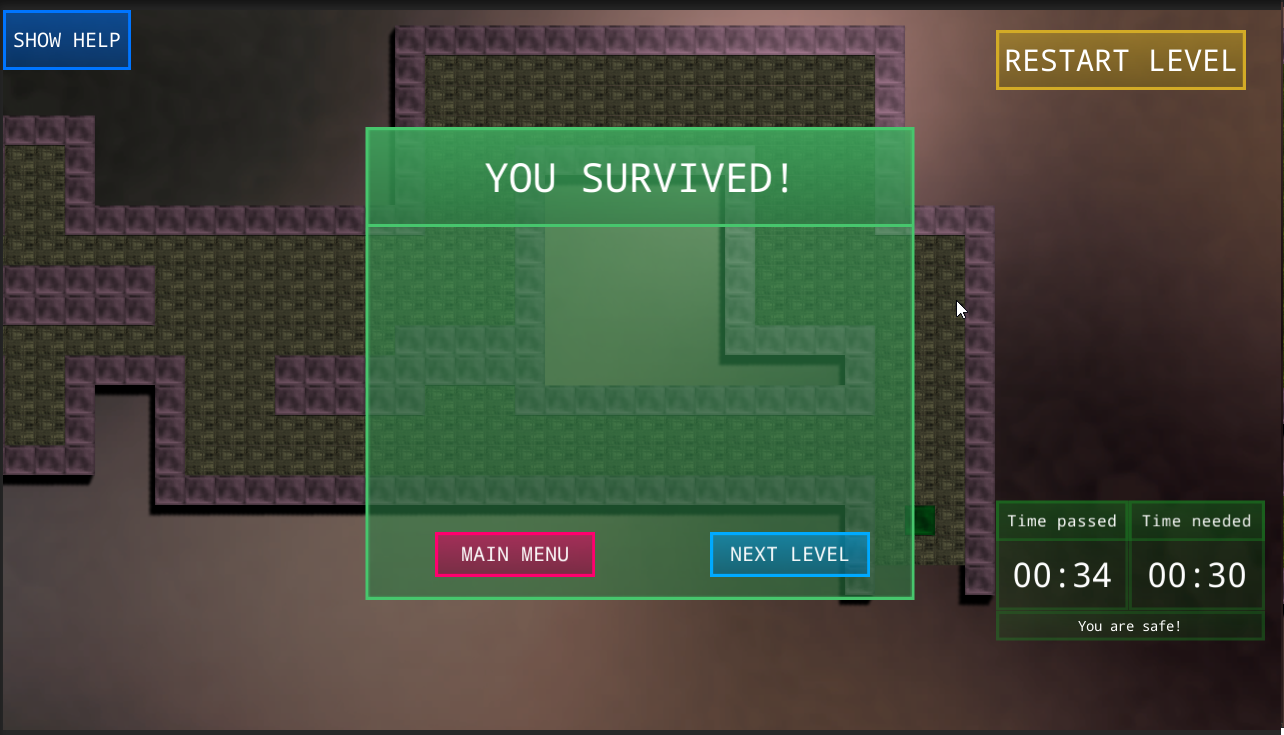 SHOW HELP
RESTART LEVEL
YOU SURVIVED!
MAIN MENU
NEXT LEVEL
Time passed
Time needed
00:34
00:30
You are safe!